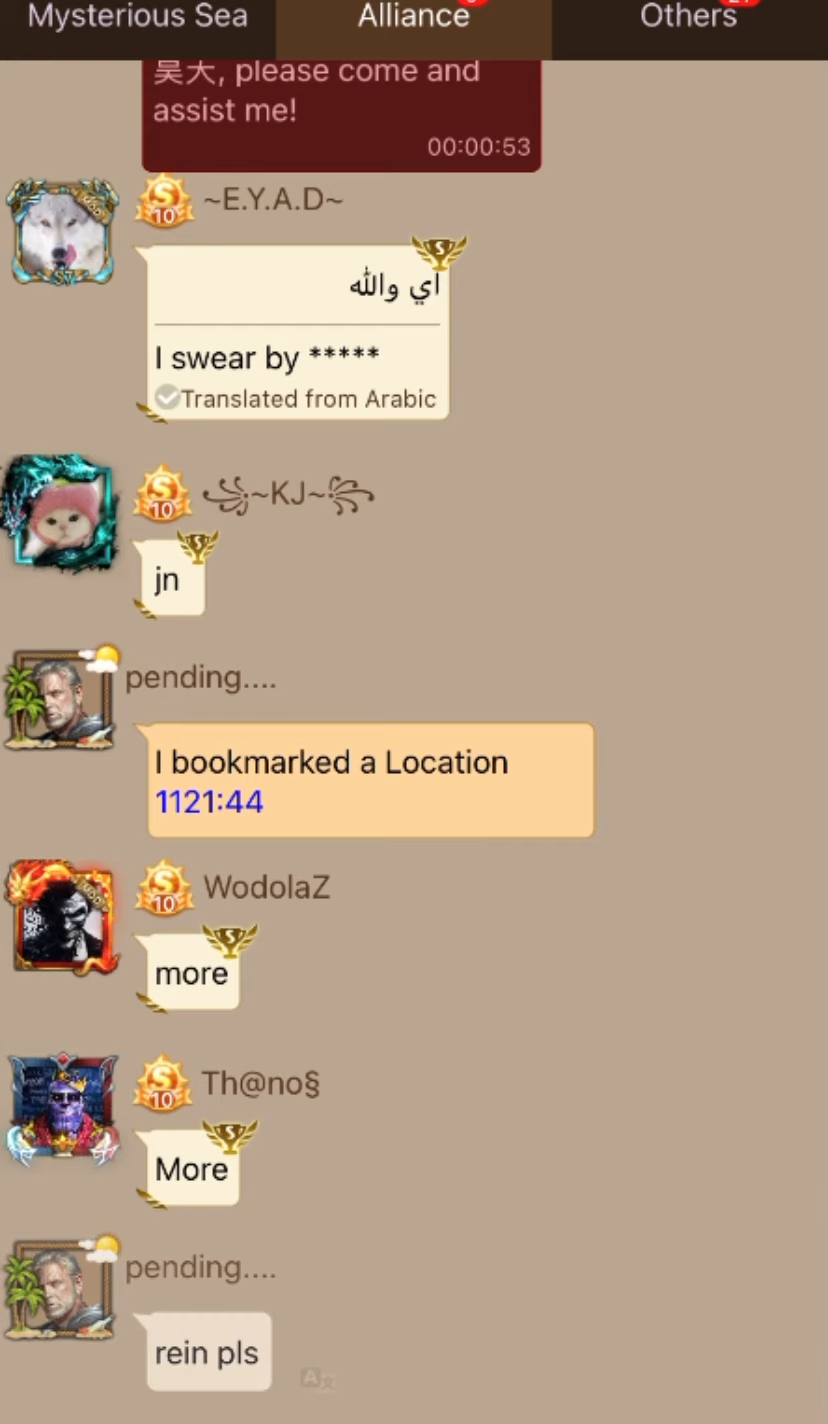 Mysterious Sea
Alliance
Others
昊大, please come and
assist me!
00:00:53
S
10
~E.Y.A.D~
اي والله
I swear by *****
Translated from Arabic
S
10
꧁~KJ~꧂
jn
pending....
I bookmarked a Location
1121:44
S
10
WodolaZ
more
S
10
Th@no§
More
pending....
rein pls